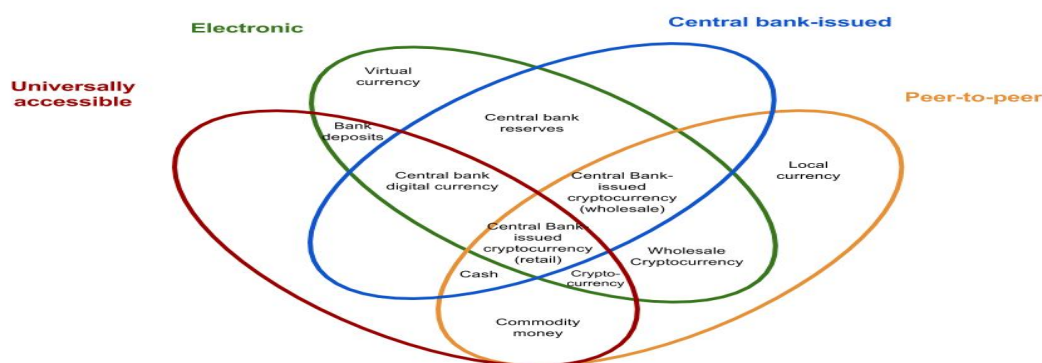 Electronic
Central bank-issued
Universally
accessible
Peer-to-peer
Virtual
currency
Bank
deposits
Central bank
reserves
Local
currency
Central bank
digital currency
Central Bank-
issued
cryptocurrency
(wholesale)
Central Bank-
issued
cryptocurrency
(retail)
Wholesale
Cryptocurrency
Cash
Crypto-
currency
Commodity
money